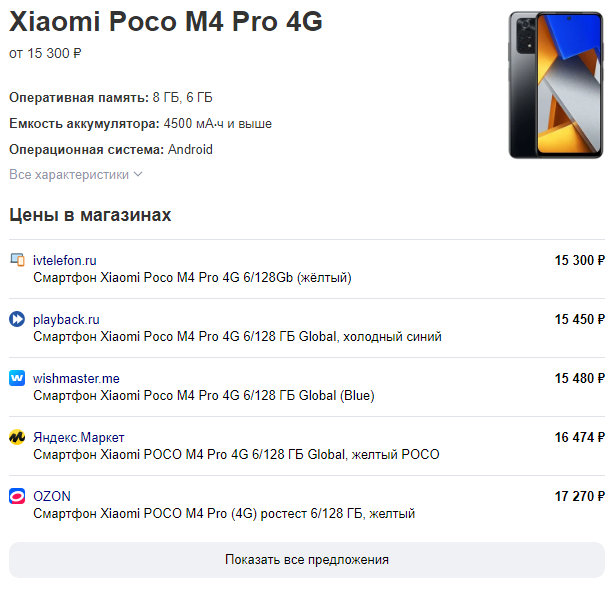 Xiaomi Poco M4 Pro 4G
от 15 300 ₽
Оперативная память: 8 ГБ, 6 ГБ
Емкость аккумулятора: 4500 мА·ч и выше
Операционная система: Android
Все характеристики
Цены в магазинах
ivtelefon.ru 15 300 ₽
Смартфон Xiaomi Poco M4 Pro 4G 6/128Gb (жёлтый)
playback.ru 15 450 ₽
Смартфон Xiaomi Poco M4 Pro 4G 6/128 ГБ Global, холодный синий
wishmaster.me 15 480 ₽
Смартфон Xiaomi Poco M4 Pro 4G 6/128 ГБ Global (Blue)
Яндекс.Маркет 16 474 ₽
Смартфон Xiaomi POCO M4 Pro 4G 6/128 ГБ Global, желтый POCO
OZON 17 270 ₽
Смартфон Xiaomi POCO M4 Pro (4G) ростест 6/128 ГБ, желтый
Показать все предложения